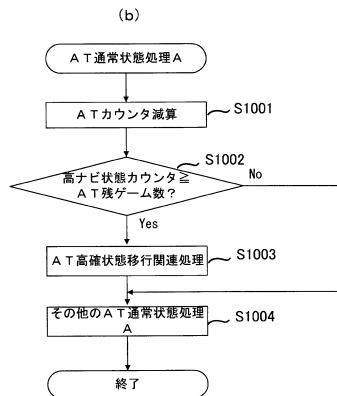 (b)
AT通常状態処理A
ATカウンタ減算
S1001
S1002
高ナビ状態カウンタ≧
AT残ゲーム数?
No
Yes
AT高確状態移行関連処理
S1003
その他のAT通常状態処理
A
S1004
終了